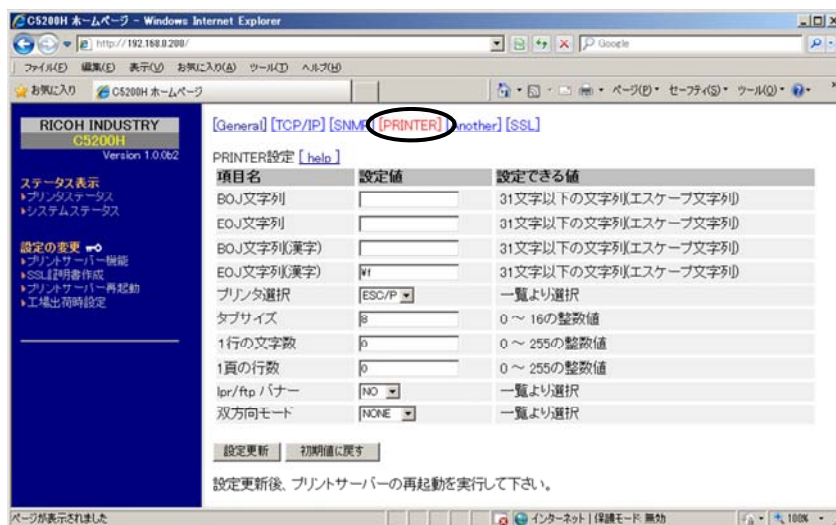 C5200H ホームページ - Windows Internet Explorer
http://192.168.0.200/
Google
ファイル(F) 編集(E) 表示(V) お気に入り(A) ツール(T) ヘルプ(H)
お気に入り C5200H ホームページ ページ(P) セーフティ(S) ツール(O)
RICOH INDUSTRY
C5200H
Version 1.0.0b2
ステータス表示
プリンタステータス
システムステータス
設定の変更
プリントサーバー機能
SSL証明書作成
プリントサーバー再起動
工場出荷時設定
[General] [TCP/IP] [SNMP] [PRINTER] [Another] [SSL]
PRINTER設定 [ help ]
項目名 設定値 設定できる値
BOJ文字列 31文字以下の文字列(エスケープ文字列)
EOJ文字列 31文字以下の文字列(エスケープ文字列)
BOJ文字列(漢字) 31文字以下の文字列(エスケープ文字列)
EOJ文字列(漢字) ¥f 31文字以下の文字列(エスケープ文字列)
プリンタ選択 ESC/P 一覧より選択
タブサイズ 8 0 ~ 16の整数値
1行の文字数 0 0 ~ 255の整数値
1頁の行数 0 0 ~ 255の整数値
lpr/ftp バナー NO 一覧より選択
双方向モード NONE 一覧より選択
設定更新 初期値に戻す
設定更新後、プリントサーバーの再起動を実行して下さい。
ページが表示されました インターネット | 保護モード: 無効 100%